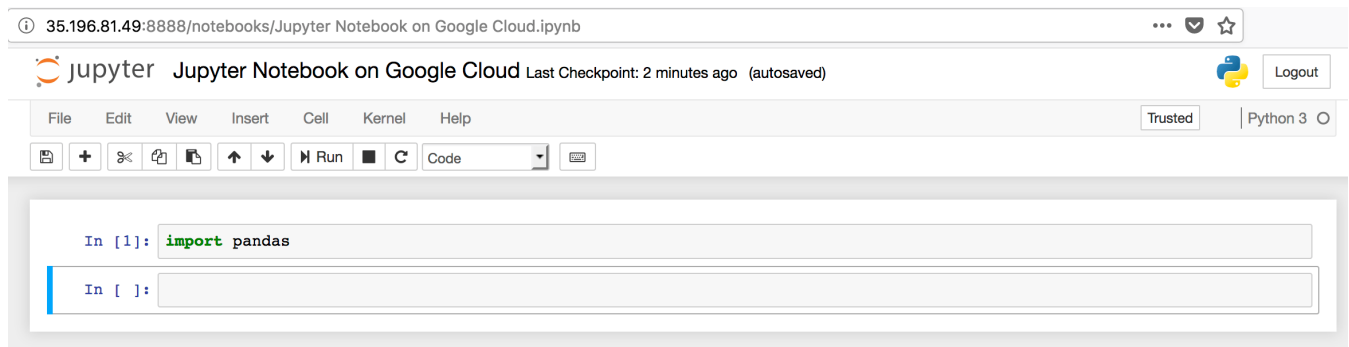 35.196.81.49:8888/notebooks/Jupyter Notebook on Google Cloud.ipynb
jupyter Jupyter Notebook on Google Cloud Last Checkpoint: 2 minutes ago (autosaved) Logout
File Edit View Insert Cell Kernel Help Trusted Python 3
Run Code
In [1]: import pandas
In [ ]: